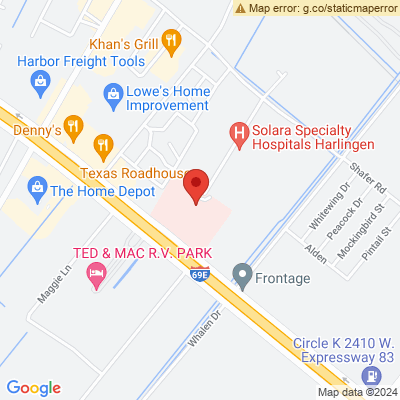 Map error: g.co/staticmaperror
Khan's Grill
Harbor Freight Tools
Lowe's Home
Improvement
Denny's
Solara Specialty
Hospitals Harlingen
Texas Roadhouse
Shafer Rd
The Home Depot
Whitewing Dr
Peacock Dr
Mockingbird St
Pintail St
Alden
TED & MAC R.V. PARK
Maggie Ln
69E
Frontage
Whalen Dr
Circle K 2410 W.
Expressway 83
Google
Map data ©2024